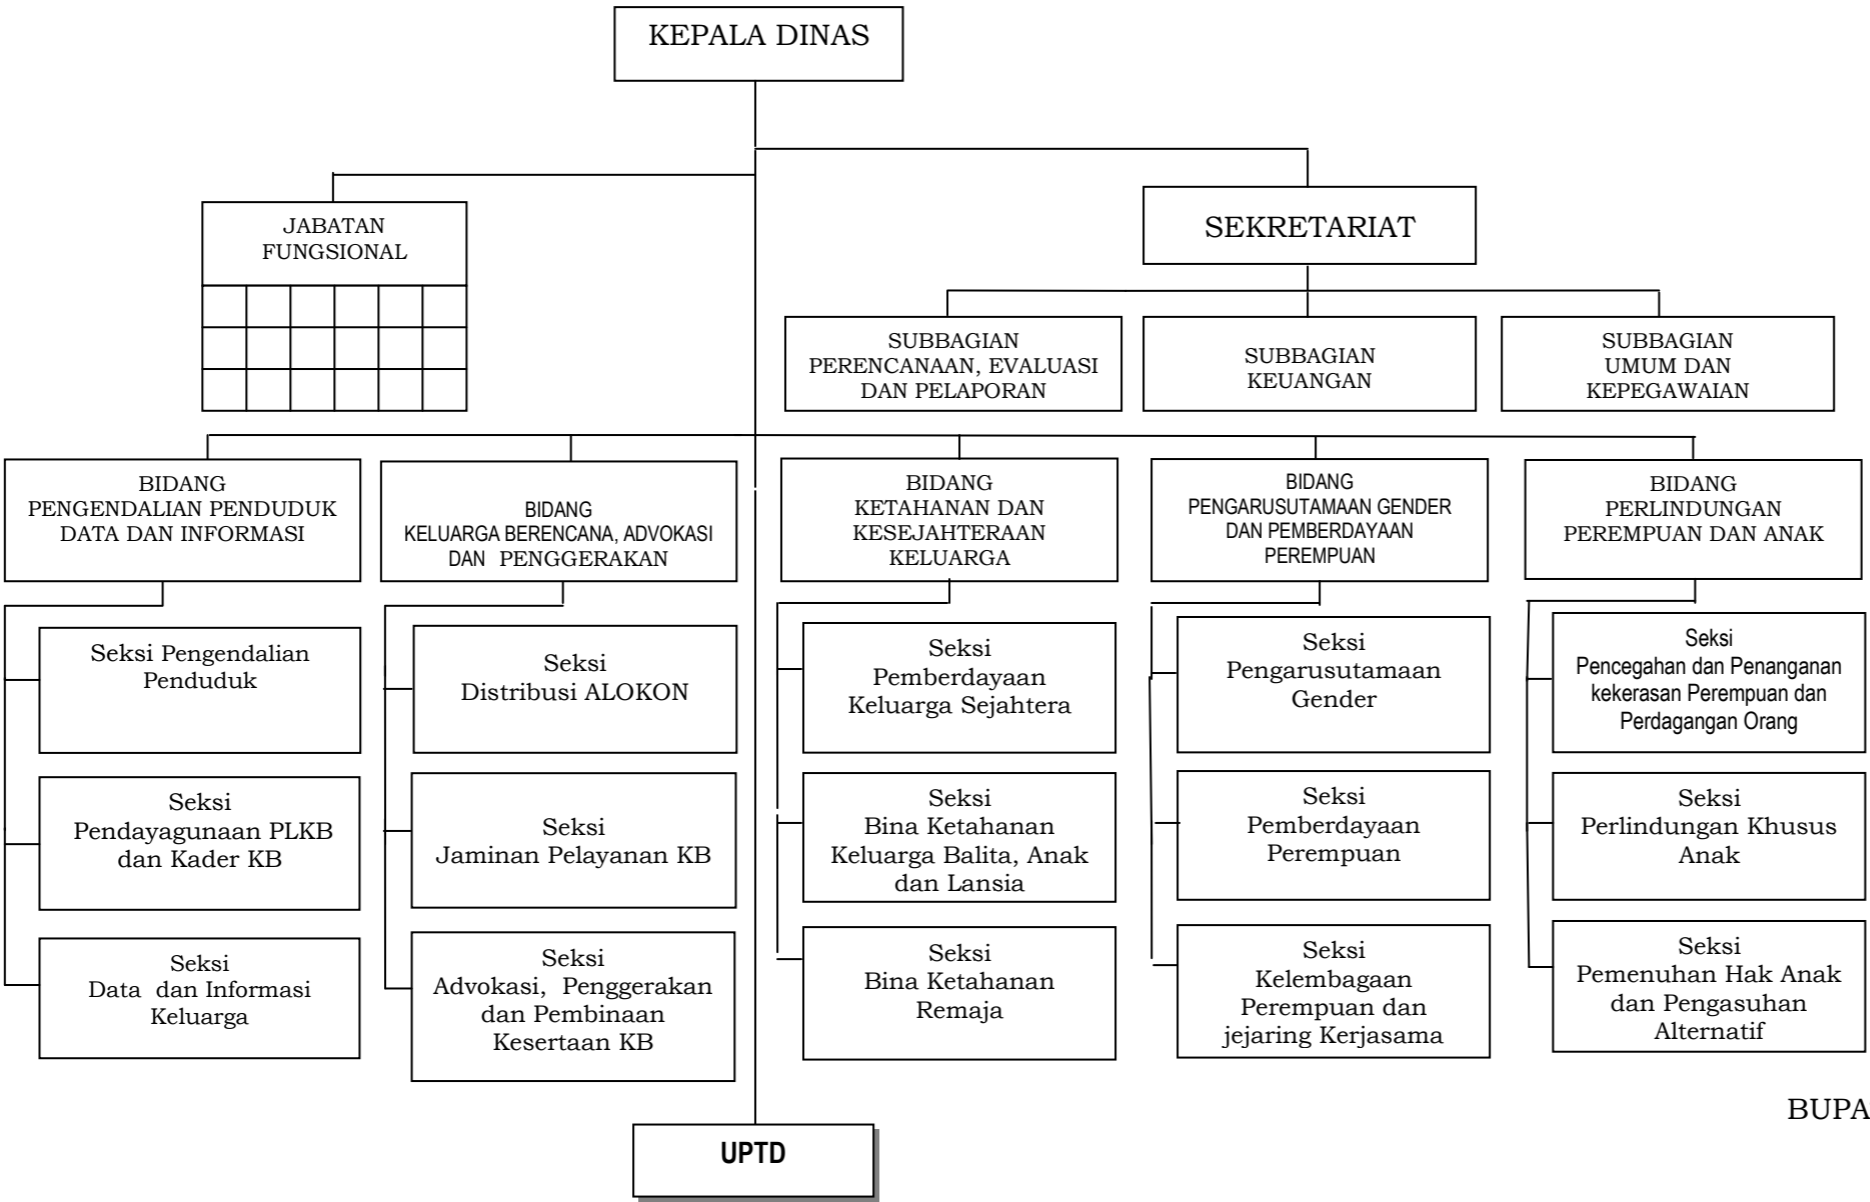 KEPALA DINAS
JABATAN
FUNGSIONAL
SEKRETARIAT
SUBBAGIAN
PERENCANAAN, EVALUASI
DAN PELAPORAN
SUBBAGIAN
KEUANGAN
SUBBAGIAN
UMUM DAN
KEPEGAWAIAN
BIDANG
PENGENDALIAN PENDUDUK
DATA DAN INFORMASI
BIDANG
KELUARGA BERENCANA, ADVOKASI
DAN PENGGERAKAN
BIDANG
KETAHANAN DAN
KESEJAHTERAAN
KELUARGA
BIDANG
PENGARUSUTAMAAN GENDER
DAN PEMBERDAYAAN
PEREMPUAN
BIDANG
PERLINDUNGAN
PEREMPUAN DAN ANAK
Seksi Pengendalian
Penduduk
Seksi
Distribusi ALOKON
Seksi
Pemberdayaan
Keluarga Sejahtera
Seksi
Pengarusutamaan
Gender
Seksi
Pencegahan dan Penanganan
kekerasan Perempuan dan
Perdagangan Orang
Seksi
Pendayagunaan PLKB
dan Kader KB
Seksi
Jaminan Pelayanan KB
Seksi
Bina Ketahanan
Keluarga Balita, Anak
dan Lansia
Seksi
Pemberdayaan
Perempuan
Seksi
Perlindungan Khusus
Anak
Seksi
Data dan Informasi
Keluarga
Seksi
Advokasi, Penggerakan
dan Pembinaan
Kesertaan KB
Seksi
Bina Ketahanan
Remaja
Seksi
Kelembagaan
Perempuan dan
jejaring Kerjasama
Seksi
Pemenuhan Hak Anak
dan Pengasuhan
Alternatif
BUPA
UPTD